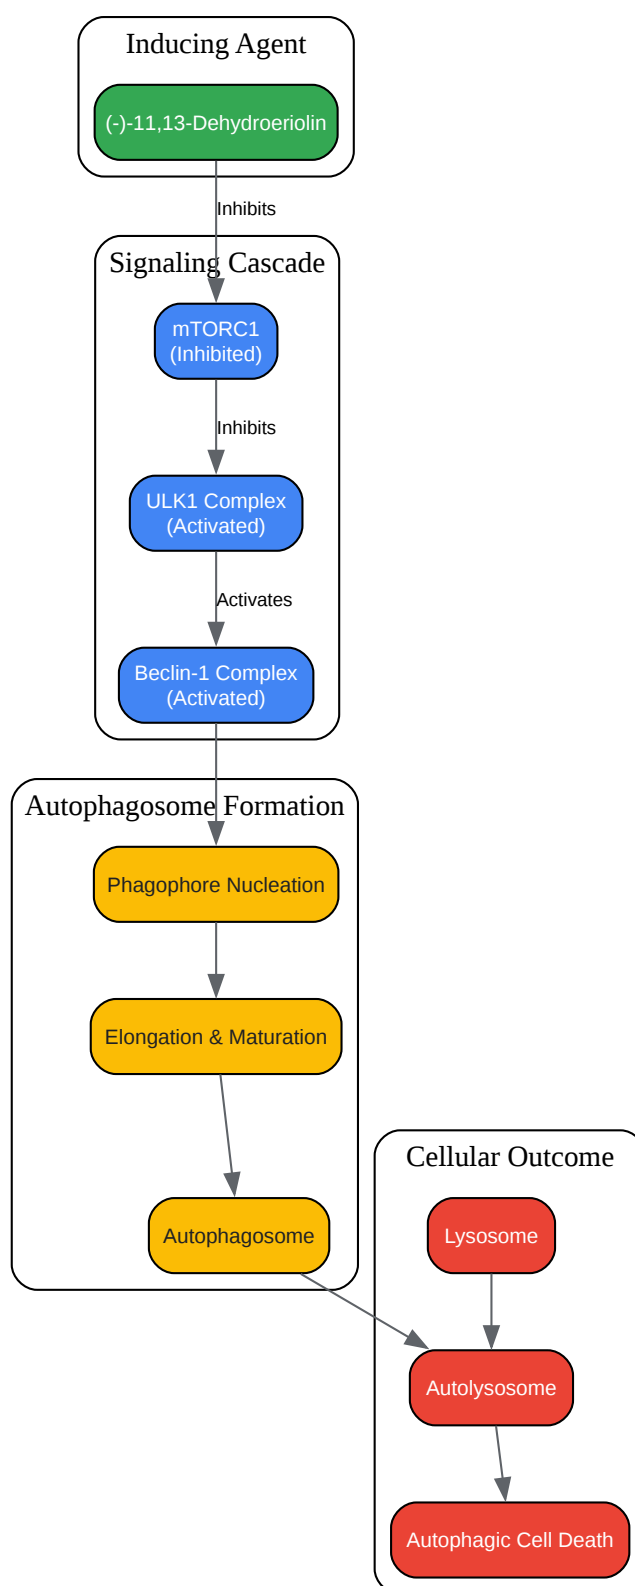 Inducing Agent
(-)-11,13-Dehydroeriolin
Inhibits
Signaling Cascade
mTORC1
(Inhibited)
Inhibits
ULK1 Complex
(Activated)
Activates
Beclin-1 Complex
(Activated)
Autophagosome Formation
Phagophore Nucleation
Elongation & Maturation
Autophagosome
Cellular Outcome
Lysosome
Autolysosome
Autophagic Cell Death